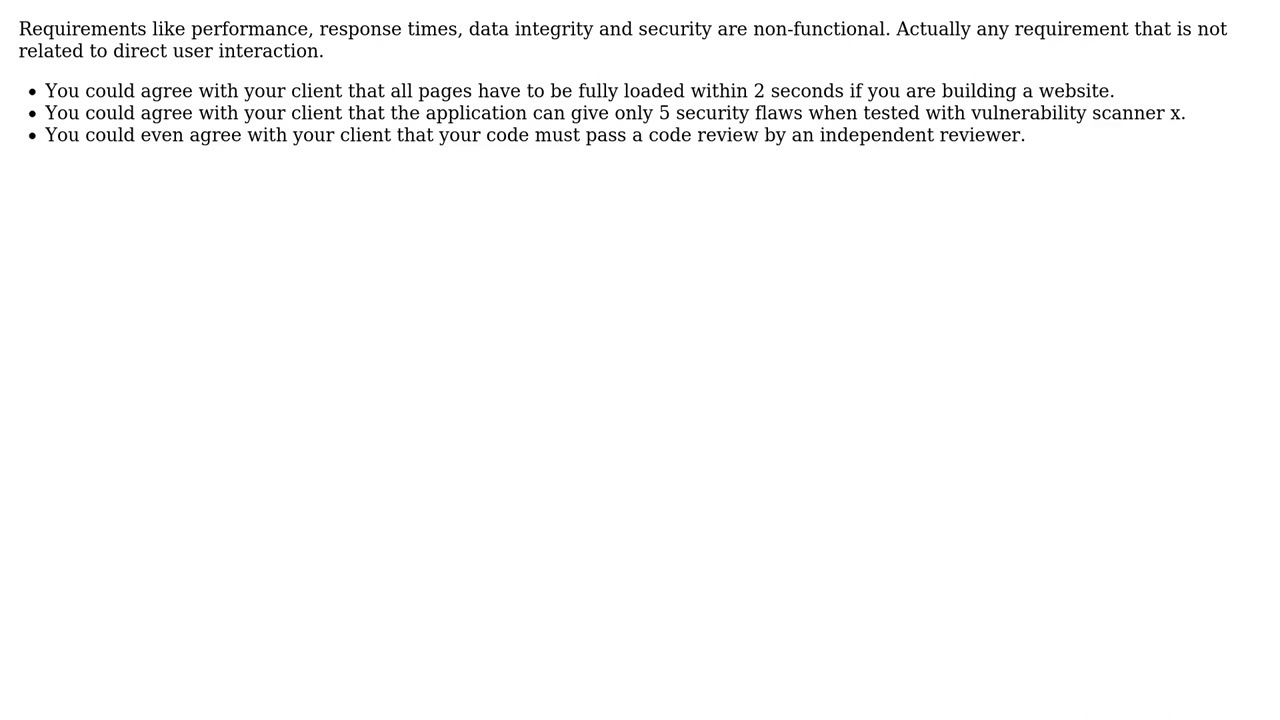 Requirements like performance, response times, data integrity and security are non-functional. Actually any requirement that is not
related to direct user interaction.
• You could agree with your client that all pages have to be fully loaded within 2 seconds if you are building a website.
• You could agree with your client that the application can give only 5 security flaws when tested with vulnerability scanner x.
• You could even agree with your client that your code must pass a code review by an independent reviewer.